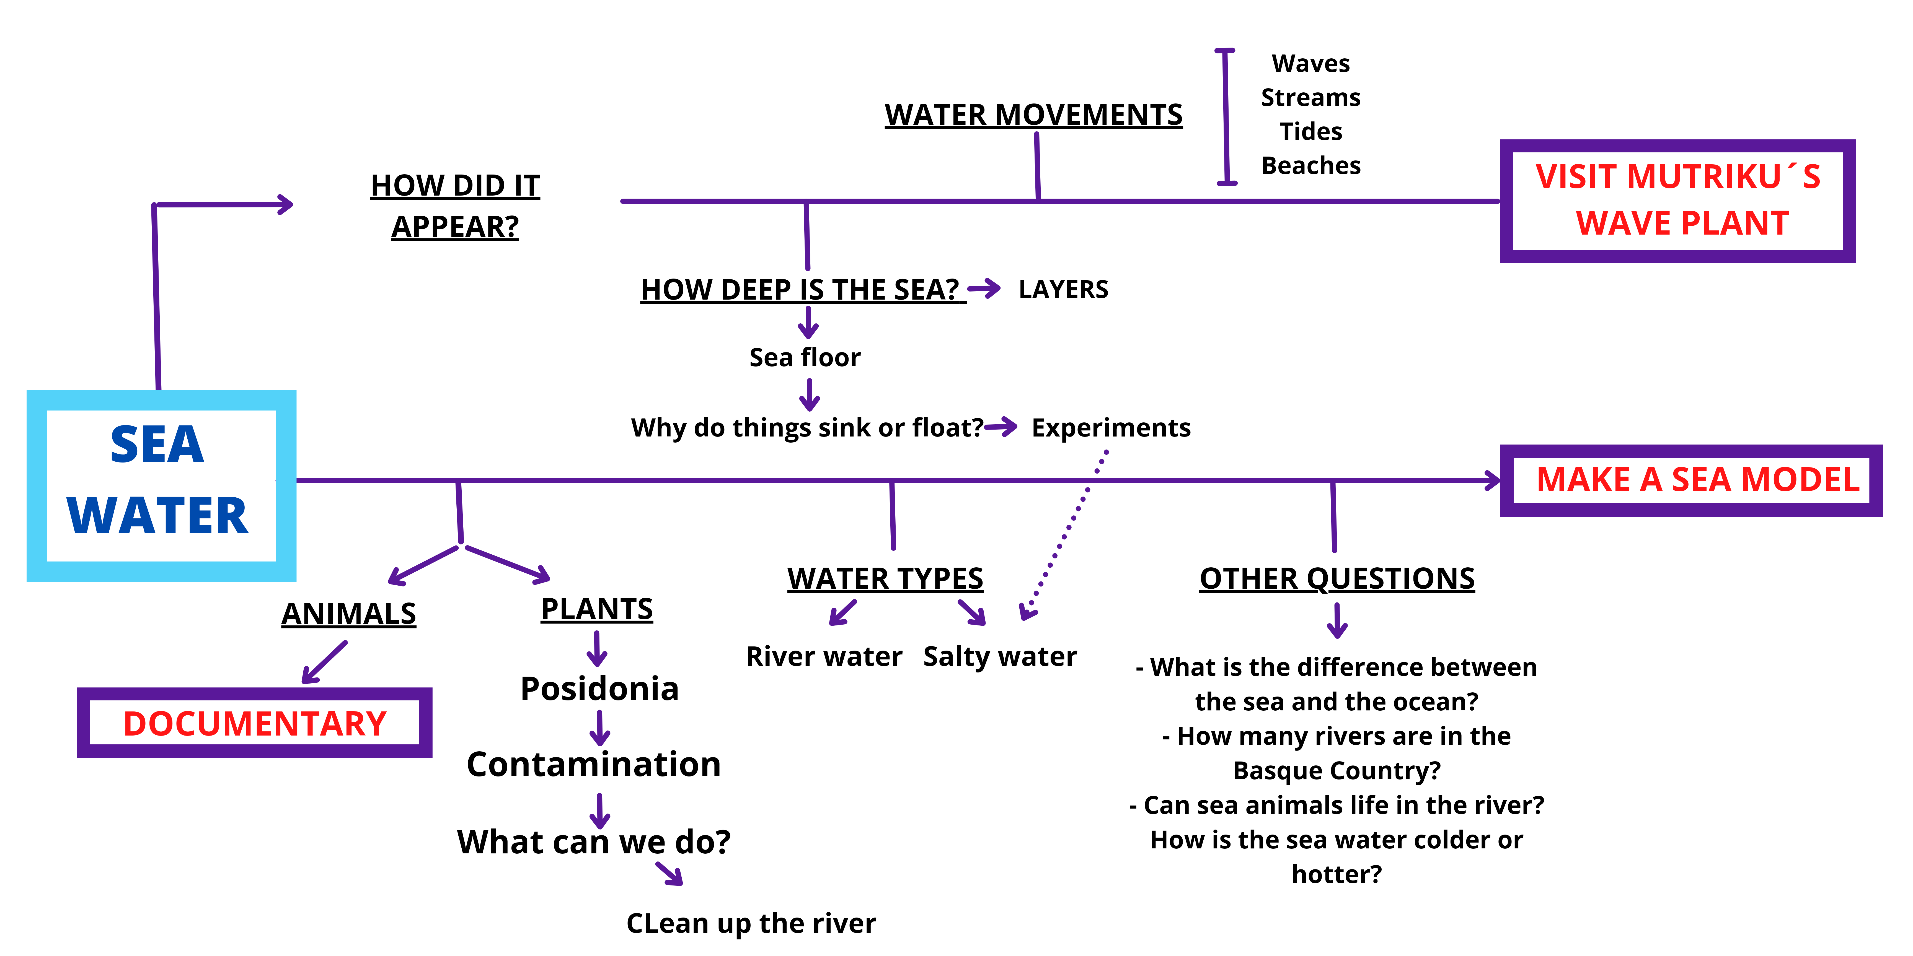 WATER MOVEMENTS
Waves
Streams
Tides
Beaches
VISIT MUTRIKU´S
WAVE PLANT
HOW DID IT
APPEAR?
HOW DEEP IS THE SEA?
LAYERS
Sea floor
Why do things sink or float?
Experiments
SEA
WATER
MAKE A SEA MODEL
ANIMALS
DOCUMENTARY
PLANTS
Posidonia
Contamination
What can we do?
CLean up the river
WATER TYPES
River water
Salty water
OTHER QUESTIONS
- What is the difference between
the sea and the ocean?
- How many rivers are in the
Basque Country?
- Can sea animals life in the river?
How is the sea water colder or
hotter?